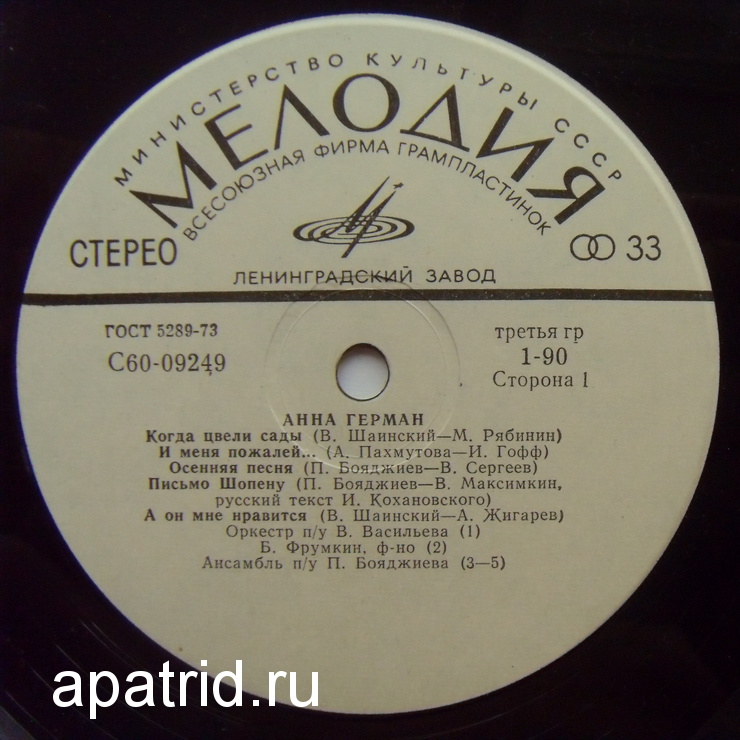 МИНИСТЕРСТВО КУЛЬТУРЫ СССР
МЕЛОДИЯ
ВСЕСОЮЗНАЯ ФИРМА ГРАМПЛАСТИНОК
СТЕРЕО
33
ЛЕНИНГРАДСКИЙ ЗАВОД
ГОСТ 5289-73
третья гр
С60-09249
1-90
Сторона 1
АННА ГЕРМАН
Когда цвели сады (В. Шаинский—М. Рябинин)
И меня пожалей... (А. Пахмутова—И. Гофф)
Осенняя песня (П. Бояджиев—В. Сергеев)
Письмо Шопену (П. Бояджиев—В. Максимкин,
русский текст И. Кохановского)
А он мне нравится (В. Шаинский—А. Жигарев)
Оркестр п/у В. Васильева (1)
Б. Фрумкин, ф-но (2)
Ансамбль п/у П. Бояджиева (3—5)
apatrid.ru